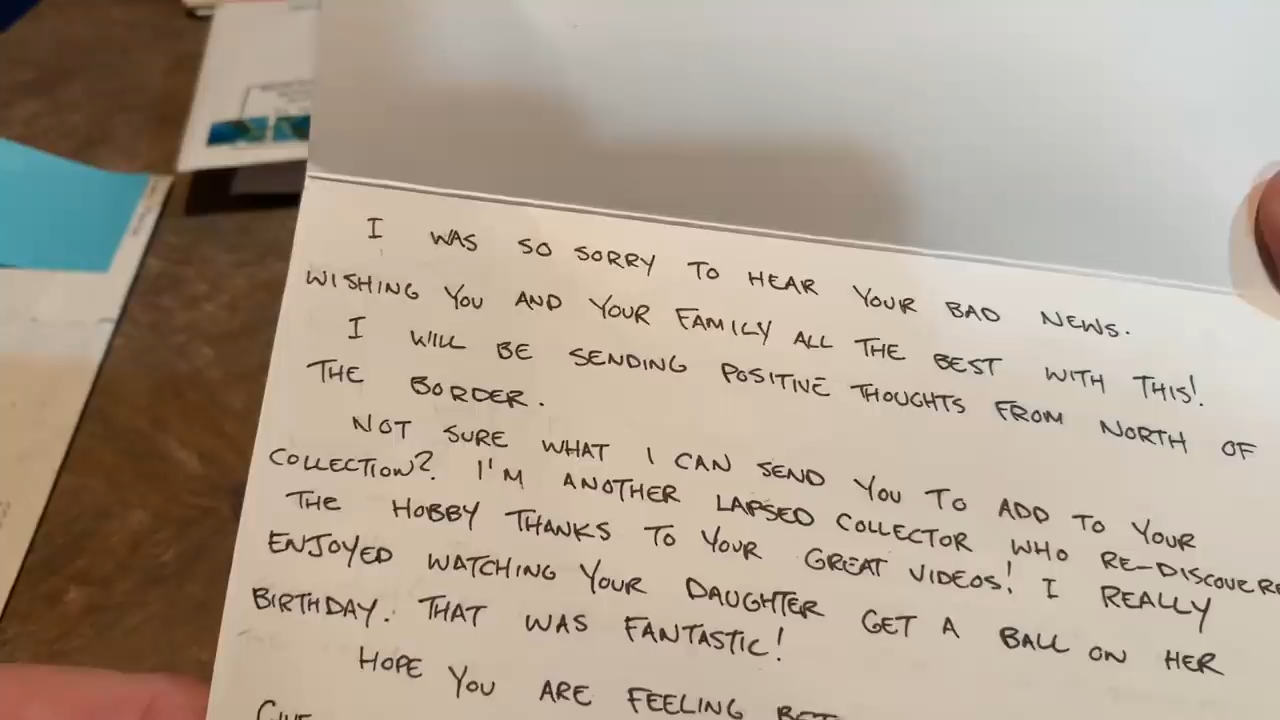 I WAS SO SORRY TO HEAR YOUR BAD NEWS.
WISHING YOU AND YOUR FAMILY ALL THE BEST WITH THIS!
I WILL BE SENDING POSITIVE THOUGHTS FROM NORTH OF
THE BORDER.
NOT SURE WHAT I CAN SEND YOU TO ADD TO YOUR
COLLECTION? I'M ANOTHER LAPSED COLLECTOR WHO RE-DISCOVERE
THE HOBBY THANKS TO YOUR GREAT VIDEOS! I REALLY
ENJOYED WATCHING YOUR DAUGHTER GET A BALL ON HER
BIRTHDAY. THAT WAS FANTASTIC!
HOPE YOU ARE FEELING